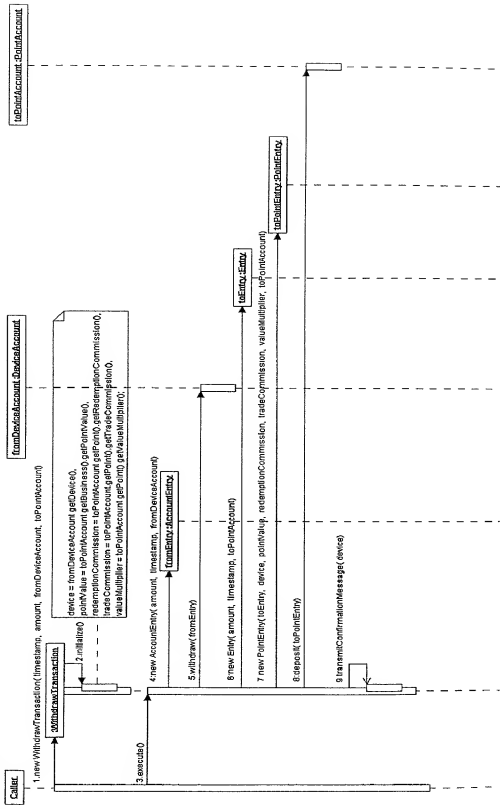 Caller
fromDeviceAccount:DeviceAccount
toPointAccount:PointAccount
1.new WithdrawTransaction( timestamp, amount, fromDeviceAccount, toPointAccount)
:WithdrawTransaction
2.initialize()
device = fromDeviceAccount getDevice(),
pointValue = toPointAccount getBusiness().getPointValue(),
redemptionCommission = toPointAccount getPoint().getRedemptionCommission(),
tradeCommission = toPointAccount.getPoint().getTradeCommission(),
valueMultiplier = toPointAccount getPoint() getValueMultiplier();
3.execute()
4:new AccountEntry( amount, timestamp, fromDeviceAccount)
fromEntry:AccountEntry
5.withdraw( fromEntry)
6:new Entry( amount, timestamp, toPointAccount)
toEntry:Entry
7 new PointEntry( toEntry, device, pointValue, redemptionCommission, tradeCommission, valueMultiplier, toPointAccount)
toPointEntry:PointEntry
8:deposit( toPointEntry)
9 transmitConfirmationMessage( device)